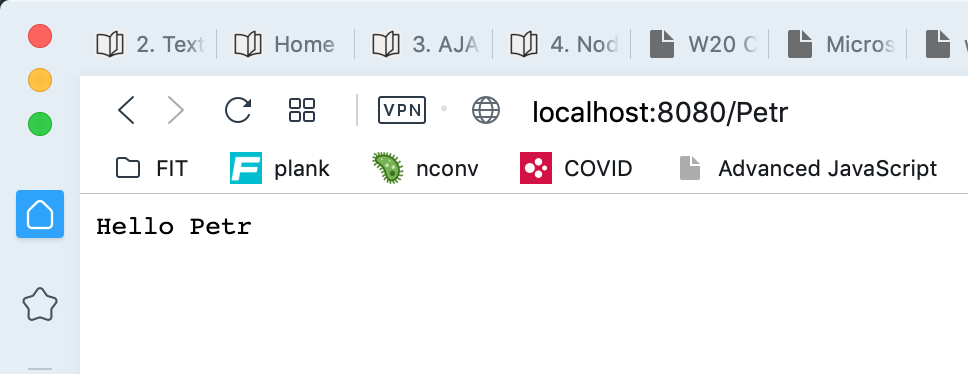 2. Text Home 3. AJA 4. Nod W20 C Micros
VPN localhost:8080/Petr
FIT plank nconv COVID Advanced JavaScript
Hello Petr